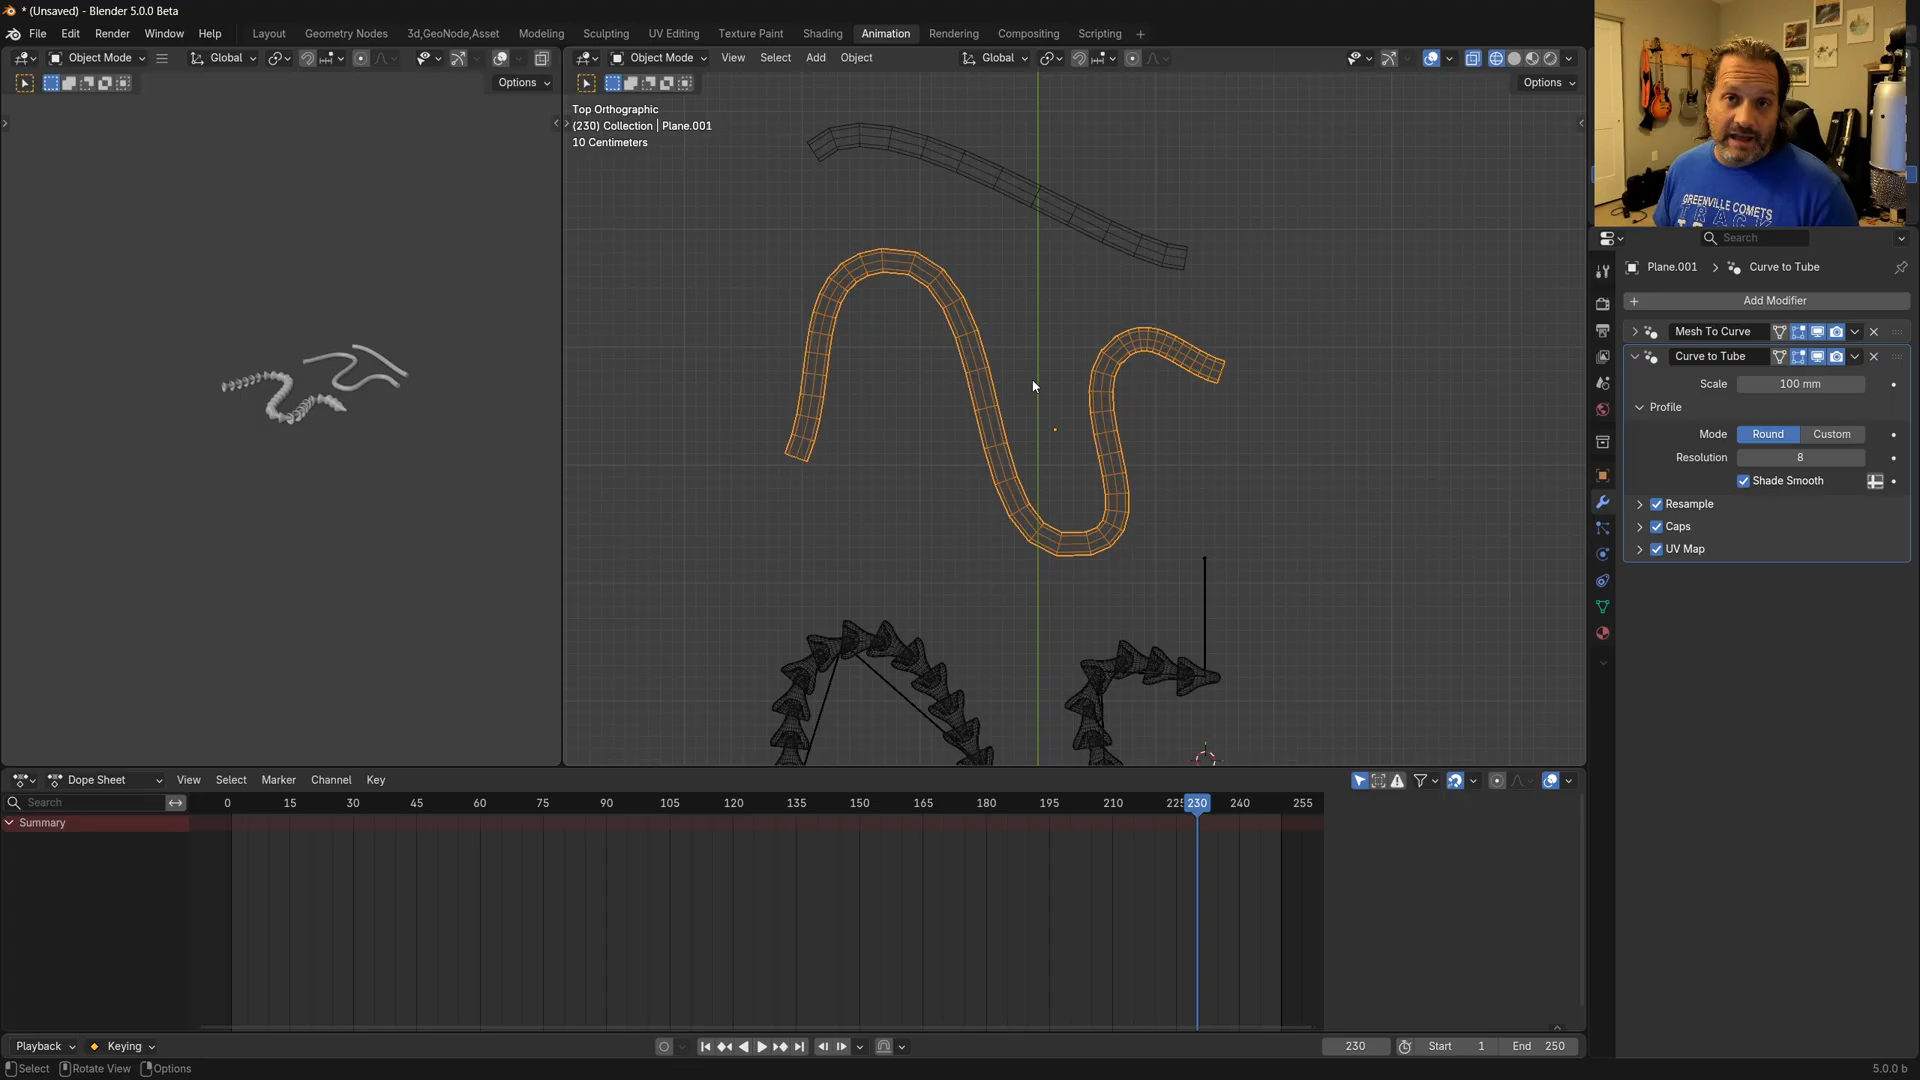 * (Unsaved) - Blender 5.0.0 Beta
File Edit Render Window Help Layout Geometry Nodes 3d,GeoNode,Asset Modeling Sculpting UV Editing Texture Paint Shading Animation Rendering Compositing Scripting
Object Mode Global
Object Mode View Select Add Object Global
Options
Options
Top Orthographic
(230) Collection | Plane.001
10 Centimeters
GREENVILLE COMETS
TRACK
Search
Plane.001 Curve to Tube
Add Modifier
Mesh To Curve
Curve to Tube
Scale 100 mm
Profile
Mode Round Custom
Resolution 8
Shade Smooth
Resample
Caps
UV Map
Dope Sheet View Select Marker Channel Key
Search 0 15 30 45 60 75 90 105 120 135 150 165 180 195 210 225 230 240 255
Summary
Playback Keying 230 Start 1 End 250
Select Rotate View Options 5.0.0 b